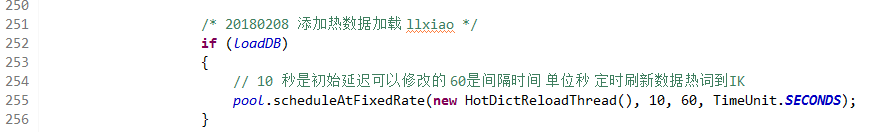 250
251 /* 20180208 添加热数据加载 llxiao */
252 if (loadDB)
253 {
254 // 10 秒是初始延迟可以修改的 60是间隔时间 单位秒 定时刷新数据热词到IK
255 pool.scheduleAtFixedRate(new HotDictReloadThread(), 10, 60, TimeUnit.SECONDS);
256 }